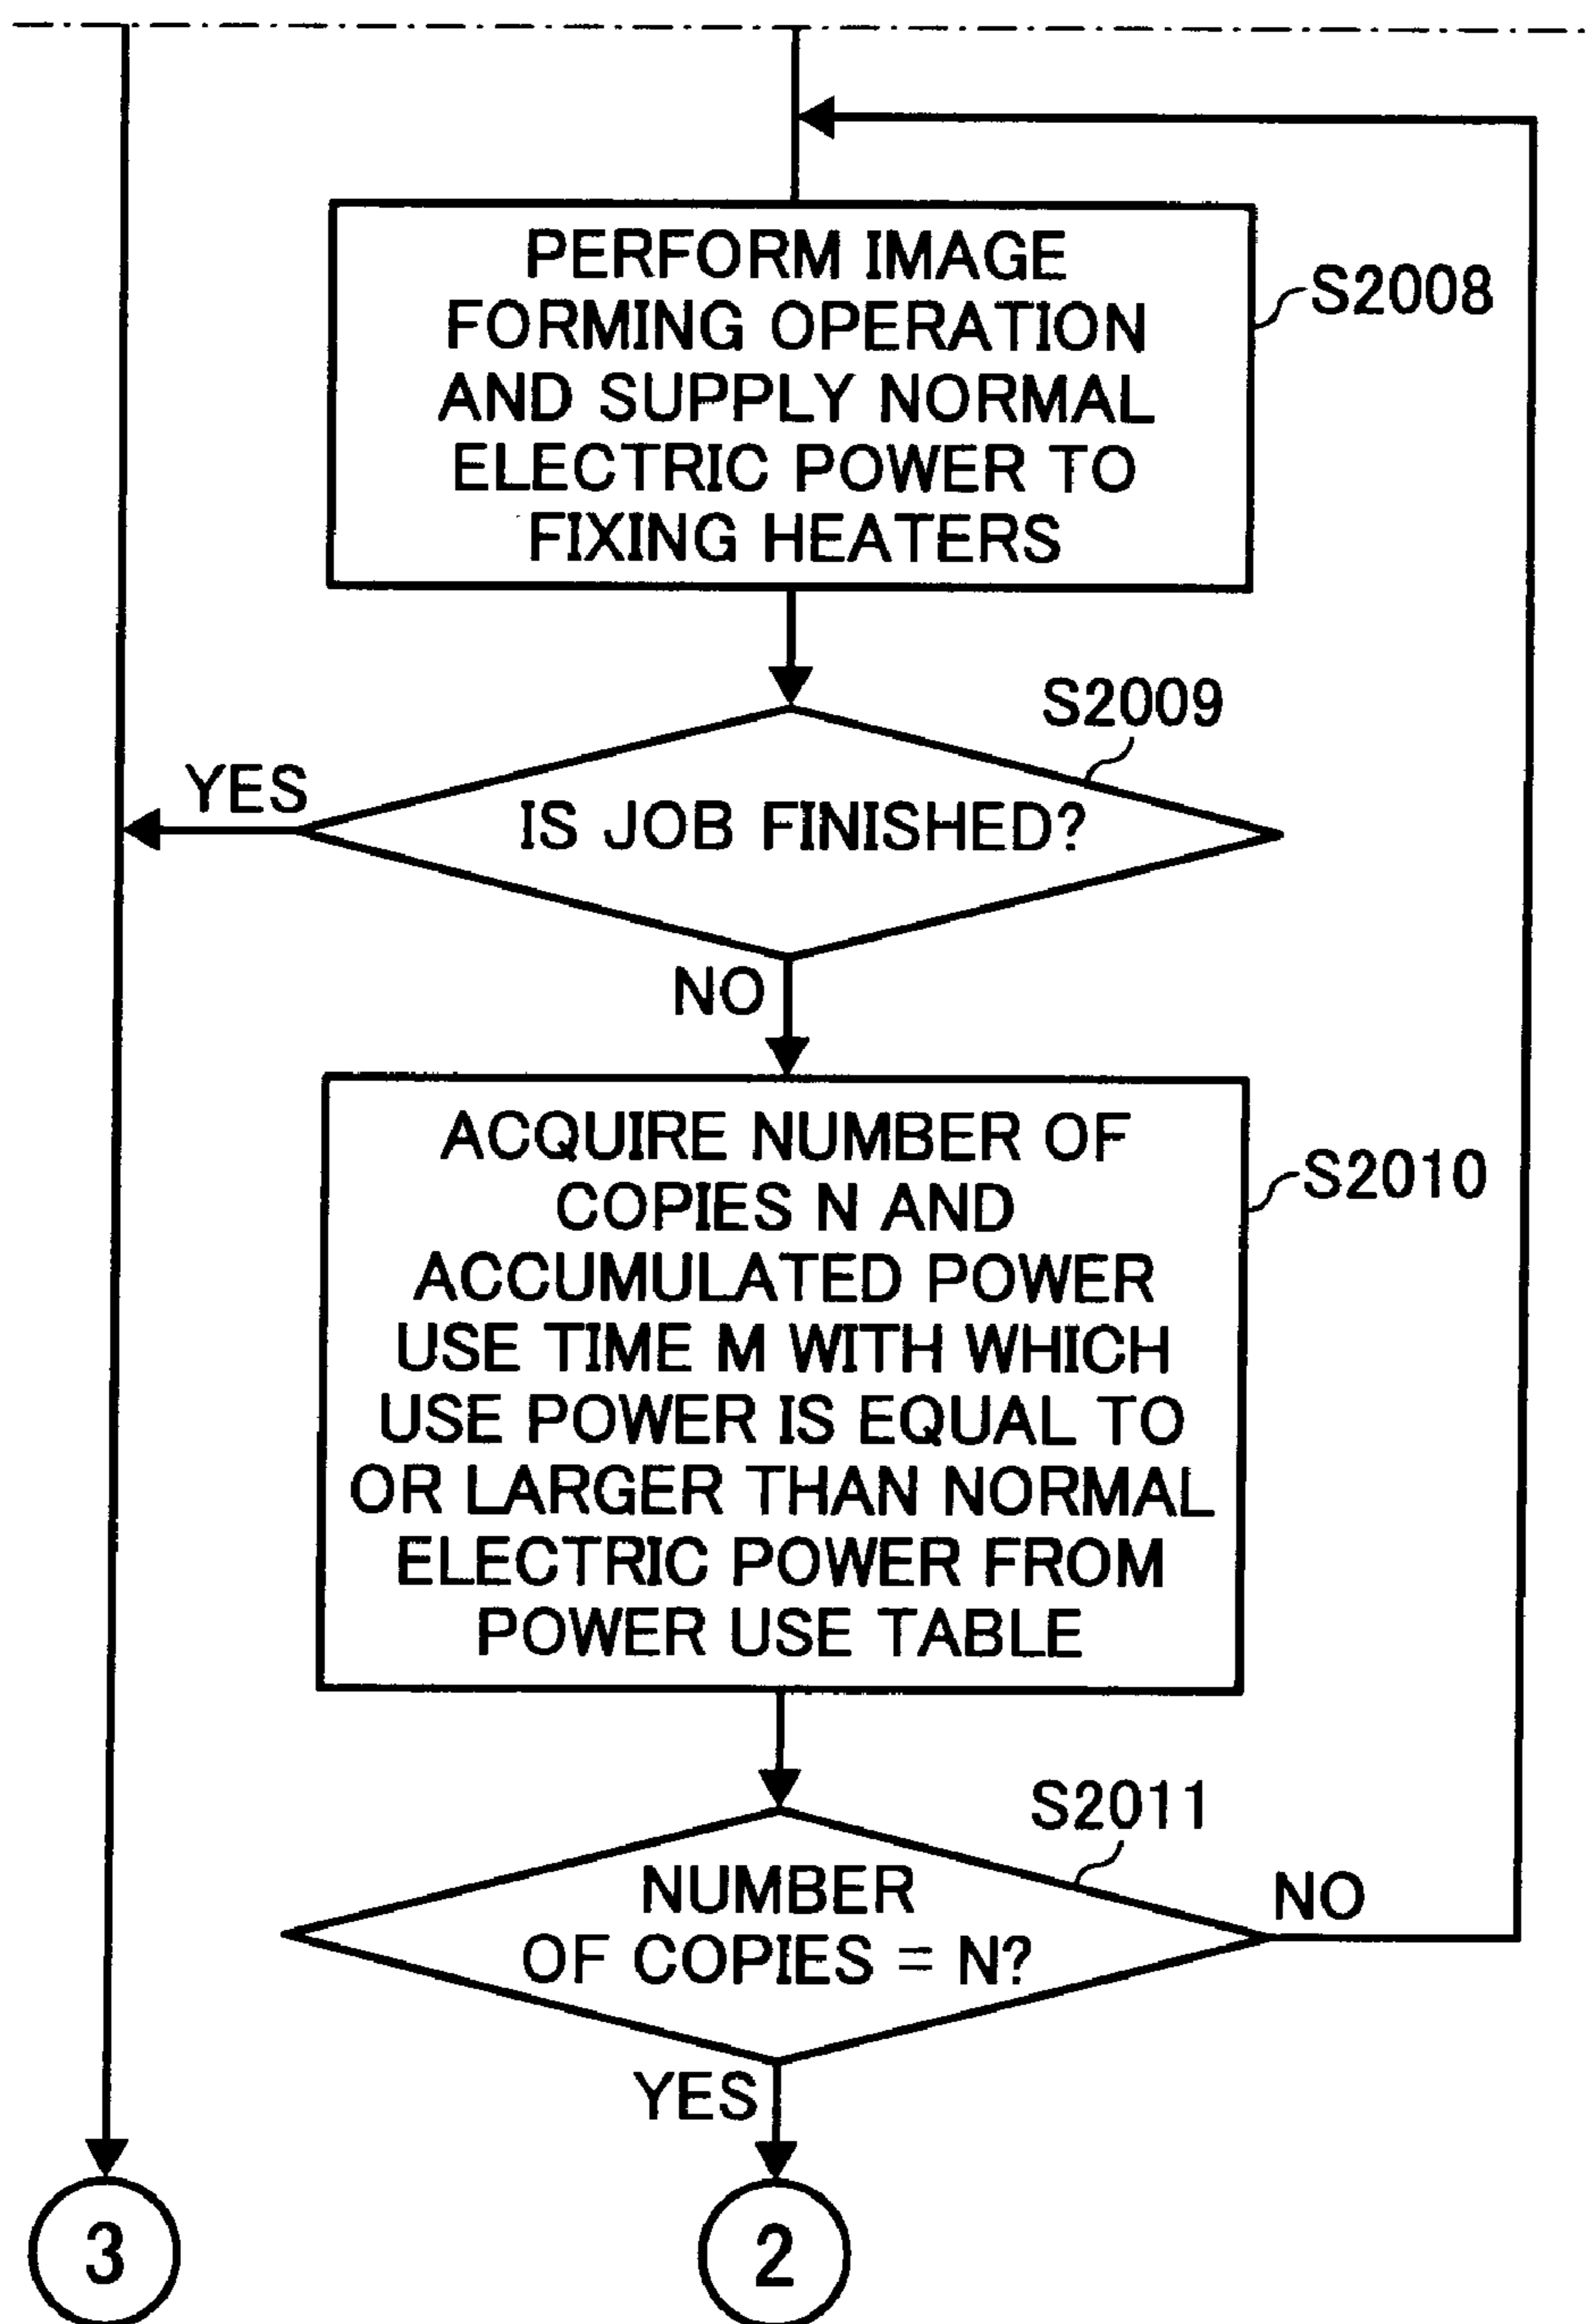 PERFORM IMAGE
FORMING OPERATION
AND SUPPLY NORMAL
ELECTRIC POWER TO
FIXING HEATERS
S2008
S2009
YES
IS JOB FINISHED?
NO
ACQUIRE NUMBER OF
COPIES N AND
ACCUMULATED POWER
USE TIME M WITH WHICH
USE POWER IS EQUAL TO
OR LARGER THAN NORMAL
ELECTRIC POWER FROM
POWER USE TABLE
S2010
S2011
NUMBER
OF COPIES = N?
NO
YES
3
2